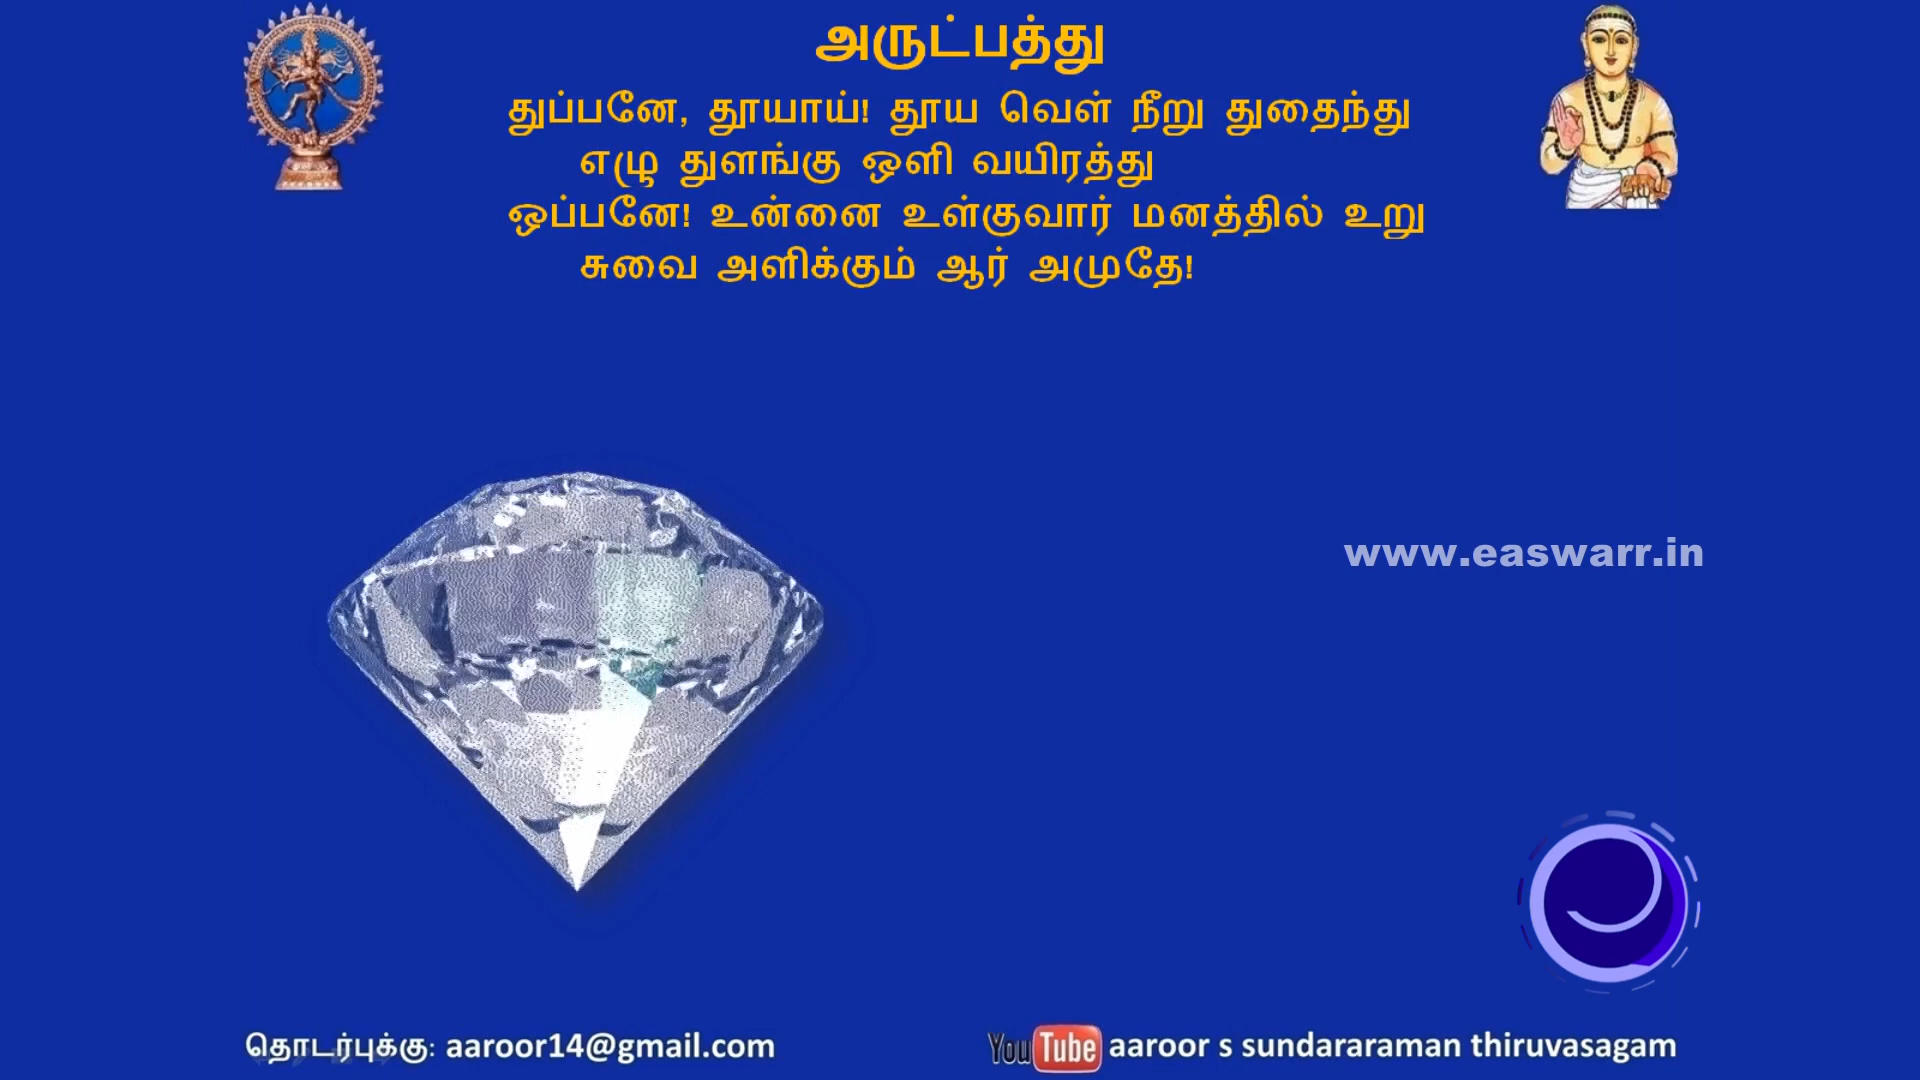 அருட்பத்து
துப்பனே, தூயாய்! தூய வெள் நீறு துதைந்து
எழு துளங்கு ஒளி வயிரத்து
ஒப்பனே! உன்னை உள்குவார் மனத்தில் உறு
சுவை அளிக்கும் ஆர் அமுதே!
www.easwarr.in
தொடர்புக்கு: aaroor14@gmail.com
YouTube aaroor s sundararaman thiruvasagam